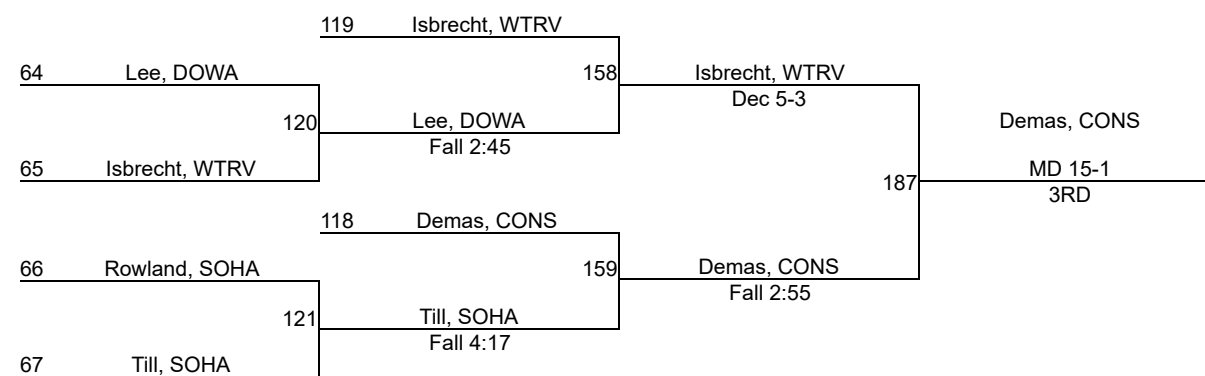 119 Isbrecht, WTRV
64 Lee, DOWA
158 Isbrecht, WTRV
Dec 5-3
120 Lee, DOWA
Fall 2:45
Demas, CONS
65 Isbrecht, WTRV
187 MD 15-1
3RD
118 Demas, CONS
66 Rowland, SOHA
159 Demas, CONS
Fall 2:55
121 Till, SOHA
Fall 4:17
67 Till, SOHA